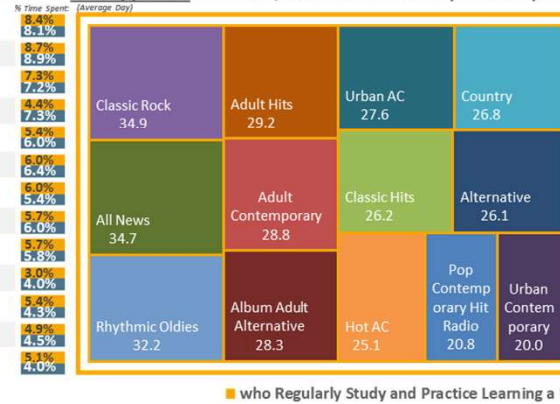 % Time Spent: (Average Day)
8.4%
8.1%
8.7%
8.9%
7.3%
7.2%
4.4%
7.3%
5.4%
6.0%
6.0%
6.4%
6.0%
5.4%
5.7%
6.0%
5.7%
5.8%
3.0%
4.0%
5.4%
4.3%
4.9%
4.5%
5.1%
4.0%
Classic Rock
34.9
All News
34.7
Rhythmic Oldies
32.2
Adult Hits
29.2
Adult
Contemporary
28.8
Album Adult
Alternative
28.3
Urban AC
27.6
Country
26.8
Classic Hits
26.2
Alternative
26.1
Hot AC
25.1
Pop
Contemp
orary Hit
Radio
20.8
Urban
Contem
porary
20.0
who Regularly Study and Practice Learning a